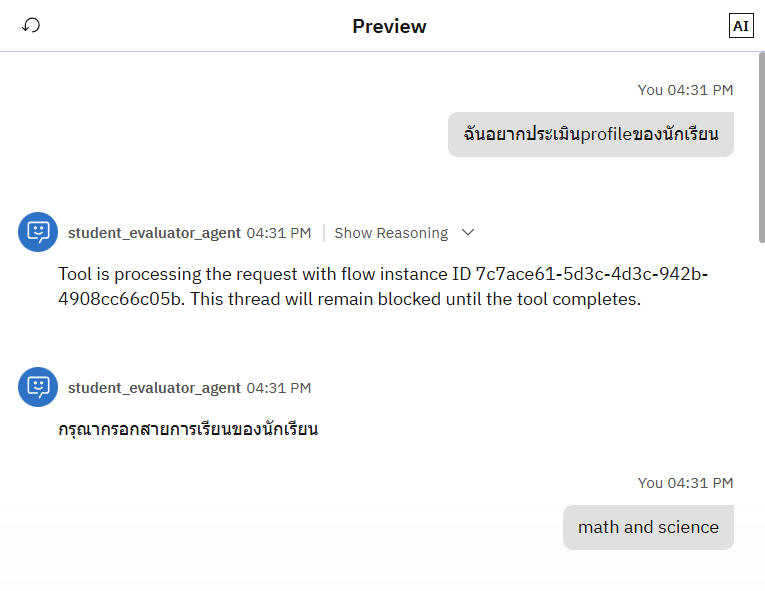 Preview
AI
You 04:31 PM
ฉันอยากประเมินprofileของนักเรียน
student_evaluator_agent 04:31 PM | Show Reasoning
Tool is processing the request with flow instance ID 7c7ace61-5d3c-4d3c-942b-
4908cc66c05b. This thread will remain blocked until the tool completes.
student_evaluator_agent 04:31 PM
กรุณากรอกสายการเรียนของนักเรียน
You 04:31 PM
math and science